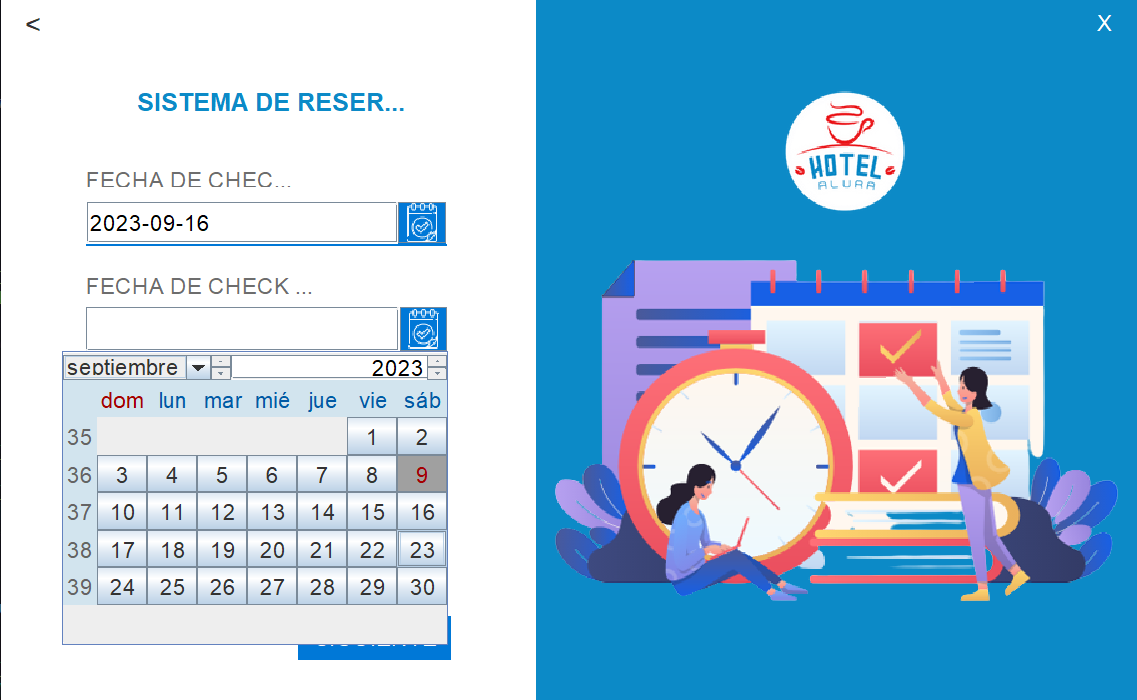 <
X
SISTEMA DE RESER...
FECHA DE CHEC...
2023-09-16
FECHA DE CHECK ...
septiembre 2023
dom lun mar mié jue vie sáb
35 1 2
36 3 4 5 6 7 8 9
37 10 11 12 13 14 15 16
38 17 18 19 20 21 22 23
39 24 25 26 27 28 29 30
HOTEL
ALURA